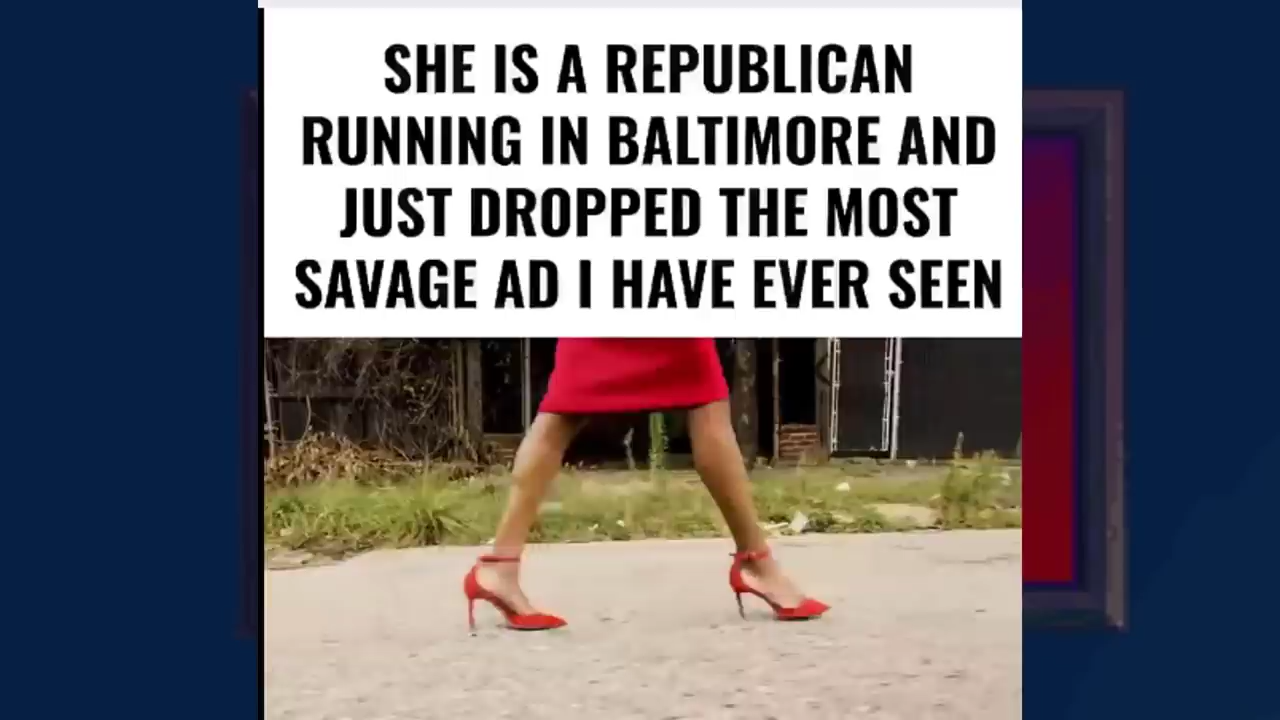 SHE IS A REPUBLICAN
RUNNING IN BALTIMORE AND
JUST DROPPED THE MOST
SAVAGE AD I HAVE EVER SEEN